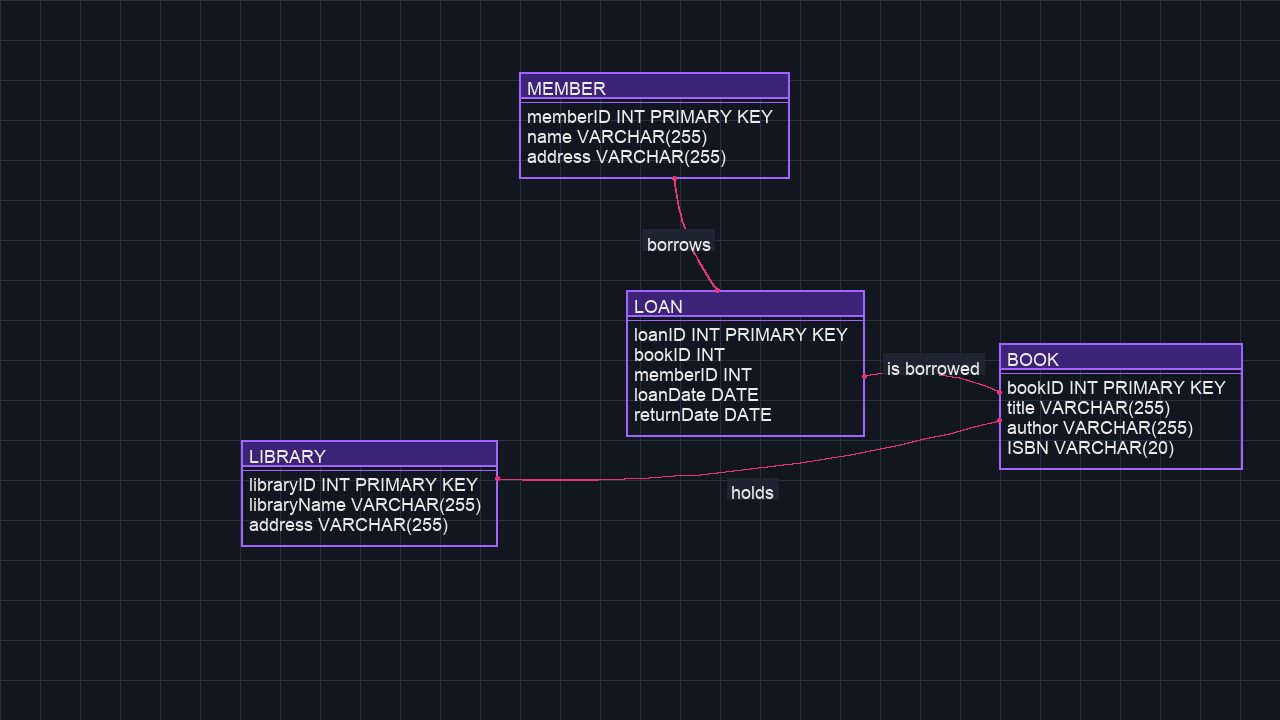 MEMBER
memberID INT PRIMARY KEY
name VARCHAR(255)
address VARCHAR(255)
borrows
LOAN
loanID INT PRIMARY KEY
bookID INT
memberID INT
loanDate DATE
returnDate DATE
is borrowed
BOOK
bookID INT PRIMARY KEY
title VARCHAR(255)
author VARCHAR(255)
ISBN VARCHAR(20)
LIBRARY
libraryID INT PRIMARY KEY
libraryName VARCHAR(255)
address VARCHAR(255)
holds